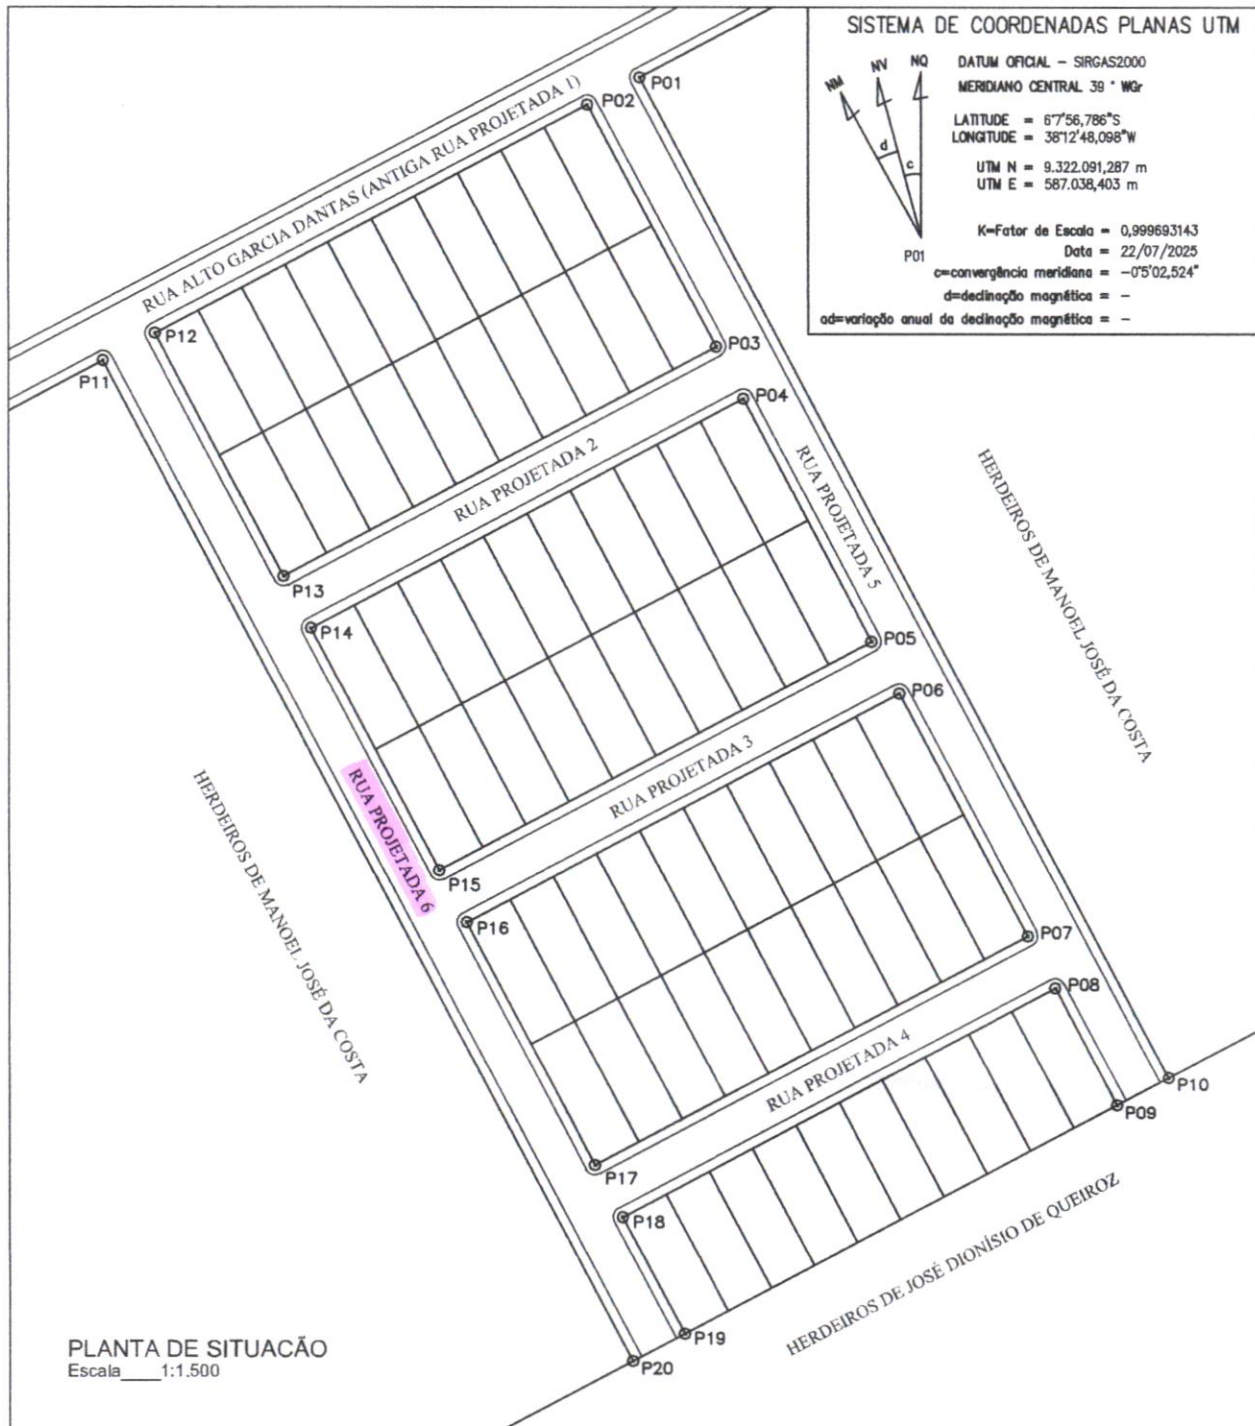 SISTEMA DE COORDENADAS PLANAS UTM
NM
NV
NQ
d
c
P01
DATUM OFICIAL - SIRGAS2000
MERIDIANO CENTRAL 39 ° WGr
LATITUDE = 6°7'56,786"S
LONGITUDE = 38°12'48,098"W
UTM N = 9.322.091,287 m
UTM E = 587.038,403 m
K=Fator de Escala = 0,999693143
Data = 22/07/2025
c=convergência meridiana = -0°5'02,524"
d=declinação magnética = -
ad=variação anual da declinação magnética = -
P01
P02
RUA ALTO GARCIA DANTAS (ANTIGA RUA PROJETADA 1)
P12
P11
P03
P04
RUA PROJETADA 2
RUA PROJETADA 5
HERDEIROS DE MANOEL JOSÉ DA COSTA
P13
P14
P05
P06
RUA PROJETADA 3
RUA PROJETADA 6
HERDEIROS DE MANOEL JOSÉ DA COSTA
P15
P16
P07
P08
RUA PROJETADA 4
P10
P09
P17
P18
HERDEIROS DE JOSÉ DIONÍSIO DE QUEIROZ
P19
P20
PLANTA DE SITUACÃO
Escala____1:1.500